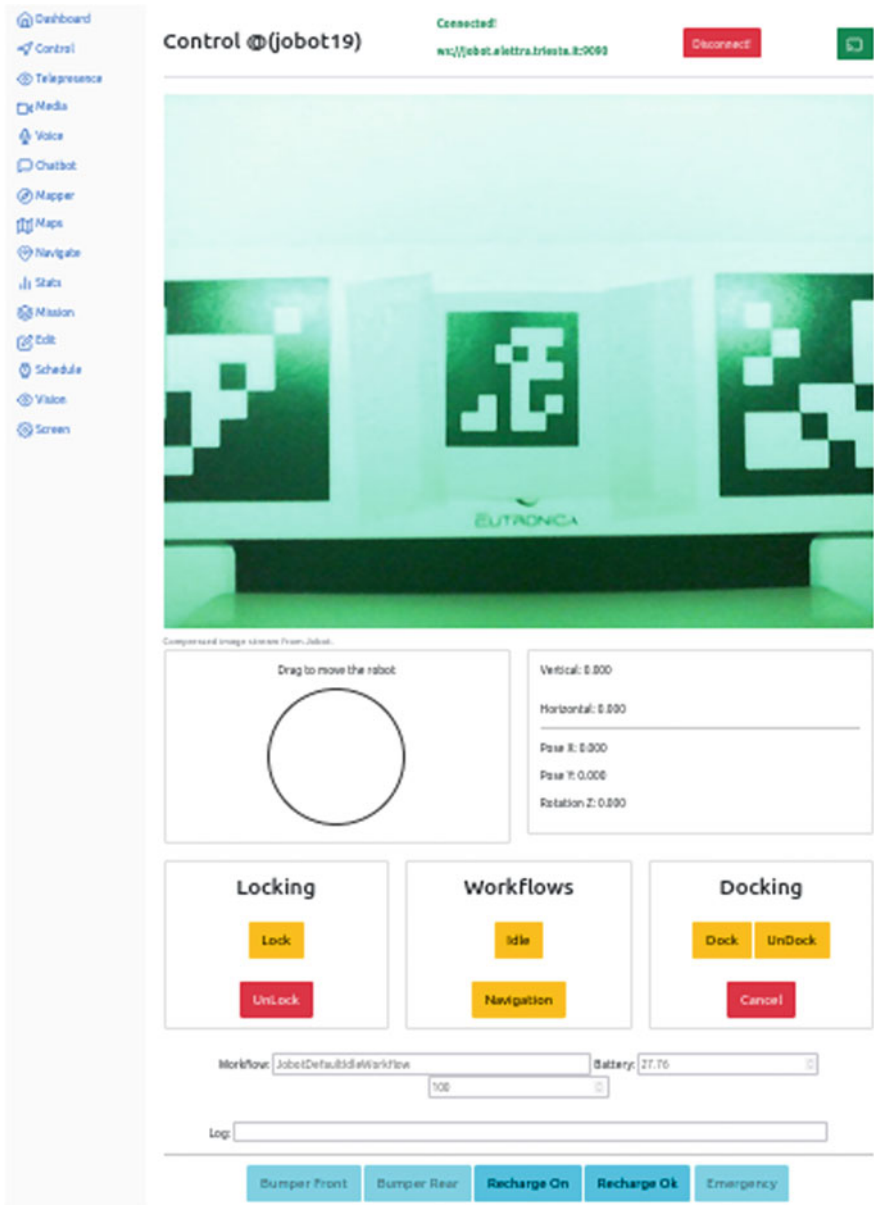 Dashboard
Control
Telepresence
Media
Voice
Chatbot
Mapper
Maps
Navigate
Stats
Mission
Edit
Schedule
Vision
Screen
Control @(jobot19)
Connected!
ws://jobot.elettra.trieste.it:9090
Disconnect!
EUTRONICA
Compressed image stream from Jobot.
Drag to move the robot
Vertical: 0.000
Horizontal: 0.000
Pose X: 0.000
Pose Y: 0.000
Rotation Z: 0.000
Locking
Lock
UnLock
Workflows
Idle
Navigation
Docking
Dock UnDock
Cancel
Workflow: JobotDefaultIdleWorkflow Battery: 27.76
100
Log:
Bumper Front Bumper Rear Recharge On Recharge Ok Emergency